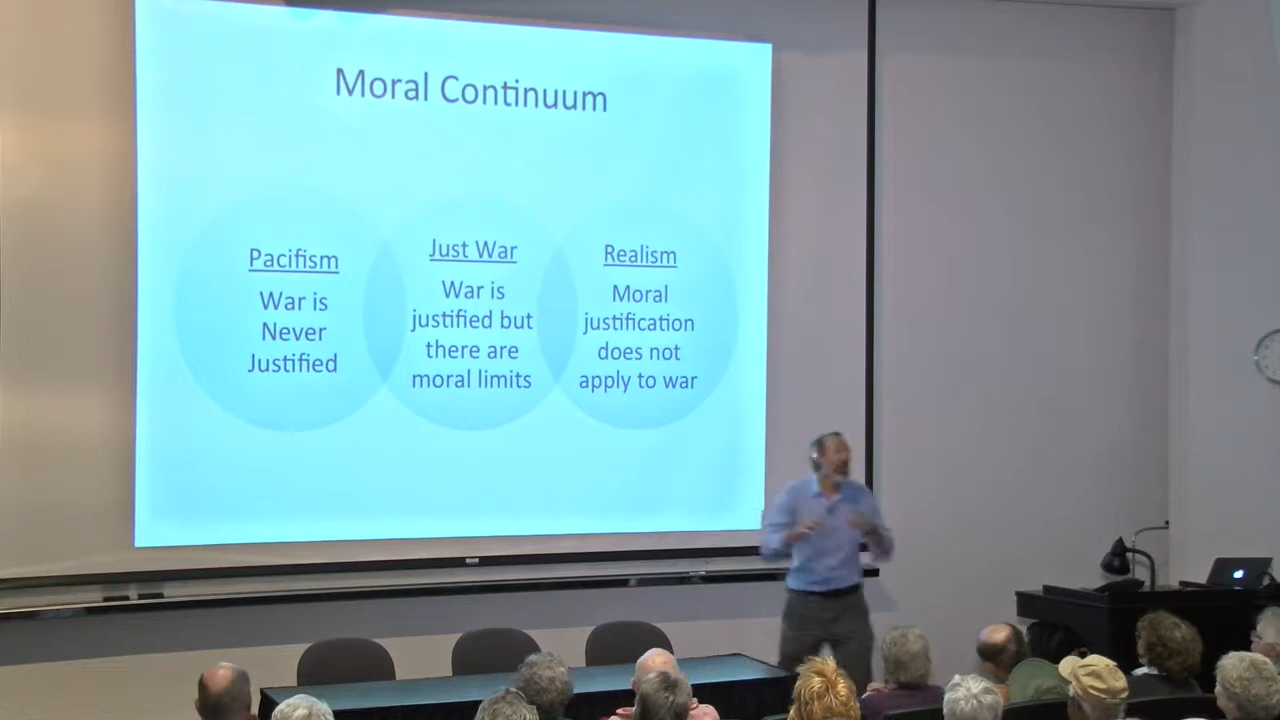 Moral Continuum
Pacifism
War is
Never
Justified
Just War
War is
justified but
there are
moral limits
Realism
Moral
justification
does not
apply to war